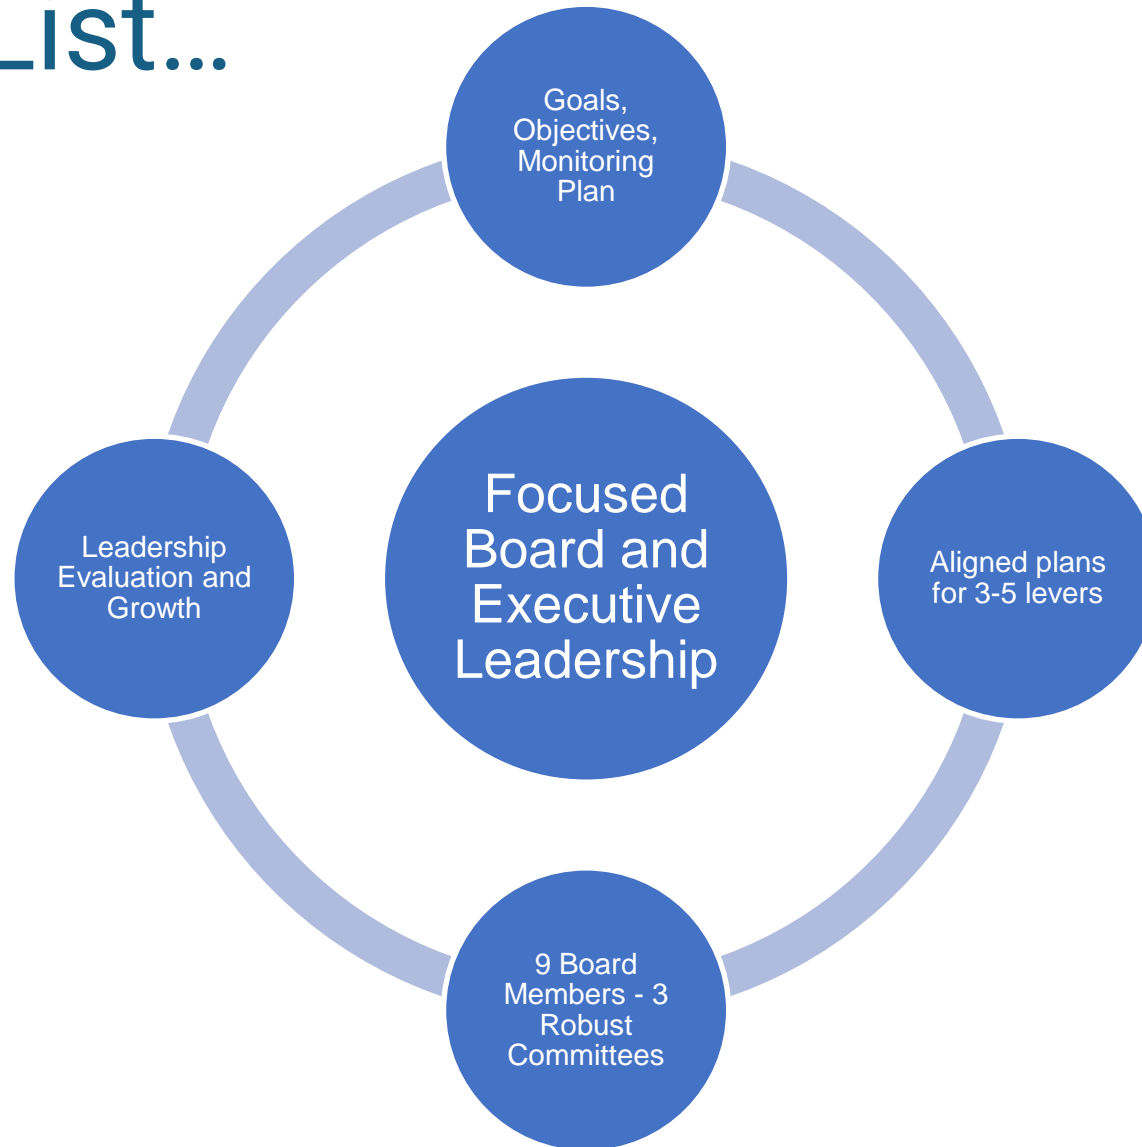 List...
Goals,
Objectives,
Monitoring
Plan
Focused
Board and
Executive
Leadership
Leadership
Evaluation and
Growth
Aligned plans
for 3-5 levers
9 Board
Members - 3
Robust
Committees